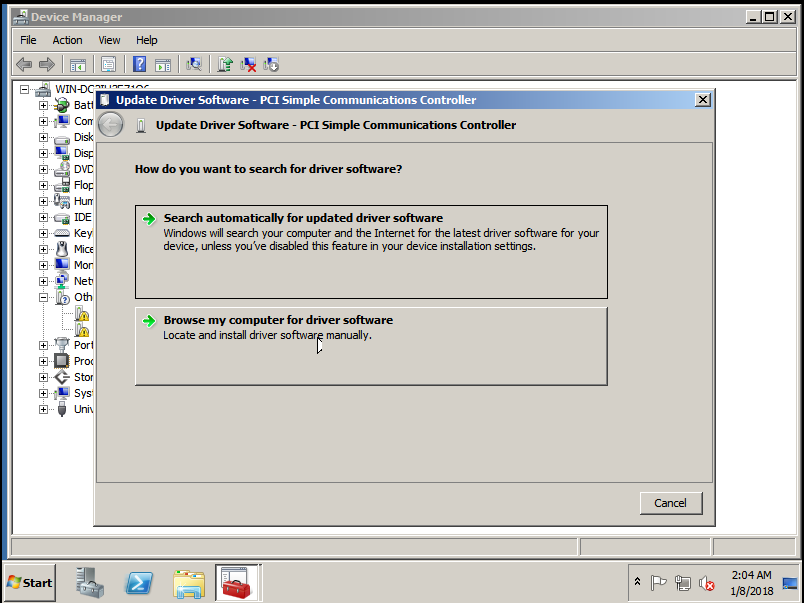 Device Manager
File Action View Help
Update Driver Software - PCI Simple Communications Controller
Update Driver Software - PCI Simple Communications Controller
How do you want to search for driver software?
Search automatically for updated driver software
Windows will search your computer and the Internet for the latest driver software for your
device, unless you've disabled this feature in your device installation settings.
Browse my computer for driver software
Locate and install driver software manually.
Cancel
Batt
Com
Disk
Disp
DVD
Flop
Hum
IDE
Key
Mice
Mon
Net
Oth
Port
Proc
Stor
Syst
Univ
Start
2:04 AM
1/8/2018